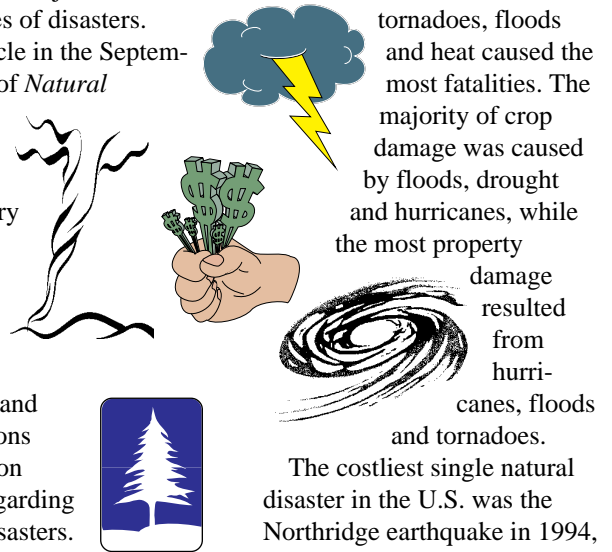 es of disasters.
cle in the Septem-
of Natural
ry
and
ons
on
garding
sasters.
tornadoes, floods
and heat caused the
most fatalities. The
majority of crop
damage was caused
by floods, drought
and hurricanes, while
the most property
damage
resulted
from
hurri-
canes, floods
and tornadoes.
The costliest single natural
disaster in the U.S. was the
Northridge earthquake in 1994,